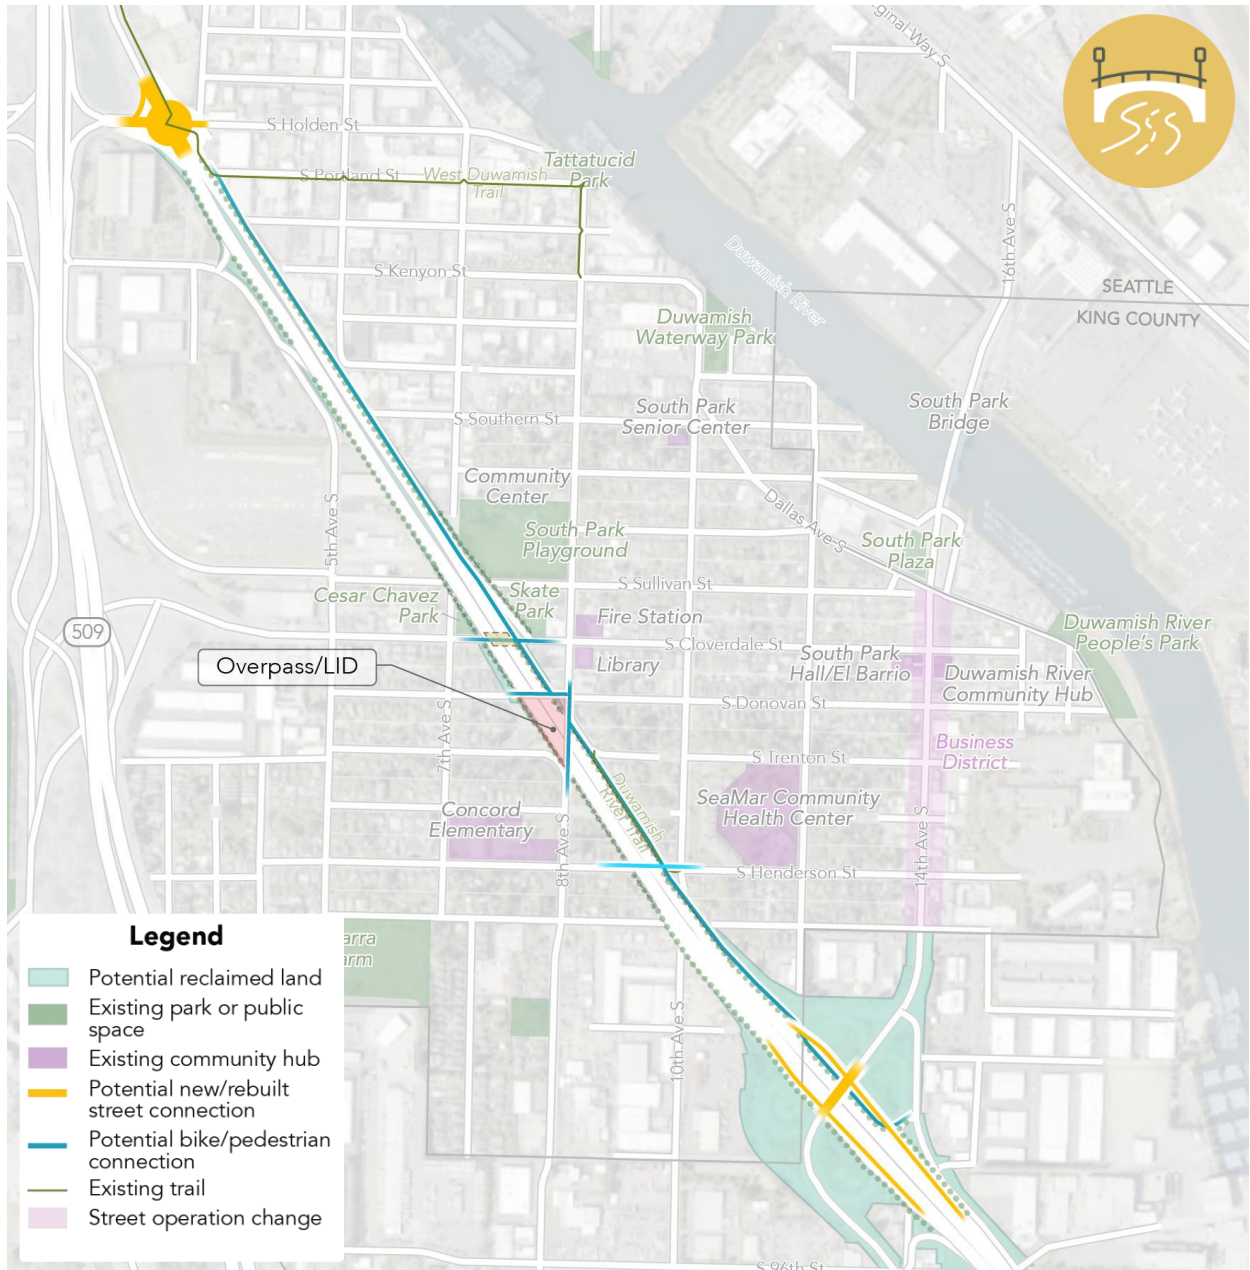 ginal Way S
S Holden St
Tattatucid
Park
S Portland St
West Duwamish
Trail
16th Ave S
Duwamish River
S Kenyon St
SEATTLE
KING COUNTY
Duwamish
Waterway Park
South Park
Senior Center
South Park
Bridge
S Southern St
Community
Center
Dallas Ave S
5th Ave S
South Park
Playground
South Park
Plaza
S Sullivan St
Cesar Chavez
Park
Skate
Park
Fire Station
509
S Cloverdale St
Duwamish River
People's Park
Overpass/LID
Library
South Park
Hall/El Barrio
Duwamish River
Community Hub
7th Ave S
S Donovan St
Business
District
S Trenton St
Duwamish
River Trail
SeaMar Community
Health Center
Concord
Elementary
8th Ave S
14th Ave S
S Henderson St
arra
arm
10th Ave S
S 96th St
Legend
Potential reclaimed land
Existing park or public
space
Existing community hub
Potential new/rebuilt
street connection
Potential bike/pedestrian
connection
Existing trail
Street operation change